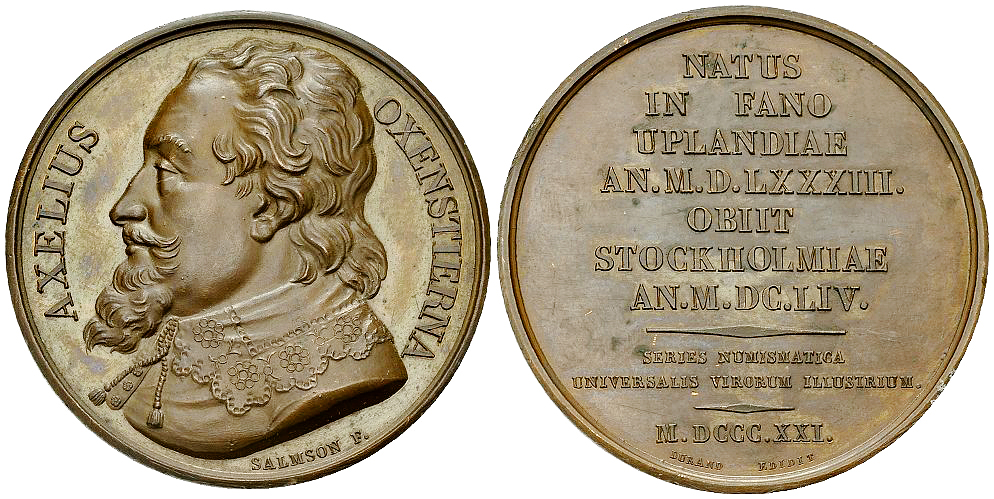 AXELIUS OXENSTIERNA
SALMSON F.
NATUS
IN FANO
UPLANDIAE
AN.M.D.LXXXIII.
OBIIT
STOCKHOLMIAE
AN.M.DC.LIV.
SERIES NUMISMATICA
UNIVERSALIS VIRORUM ILLUSTRIUM.
M.DCCC.XXI.
DURAND EDIDIT